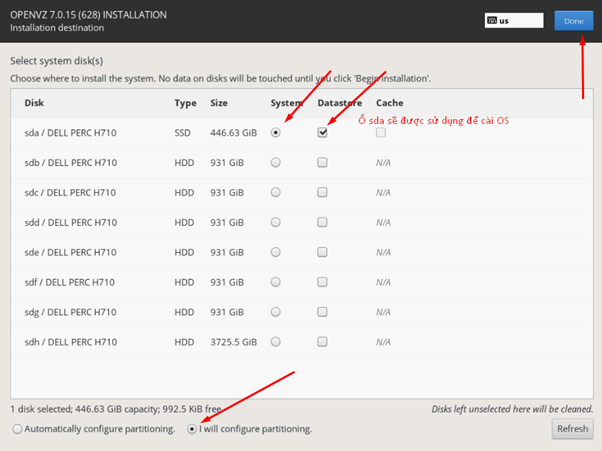 OPENVZ 7.0.15 (628) INSTALLATION
Installation destination
us
Done
Select system disk(s)
Choose where to install the system. No data on disks will be touched until you click 'Begin installation'.
Disk Type Size System Datastore Cache
Ổ sda sẽ được sử dụng để cài OS
sda / DELL PERC H710 SSD 446.63 GiB
sdb / DELL PERC H710 HDD 931 GiB N/A
sdc / DELL PERC H710 HDD 931 GiB N/A
sdd / DELL PERC H710 HDD 931 GiB N/A
sde / DELL PERC H710 HDD 931 GiB N/A
sdf / DELL PERC H710 HDD 931 GiB N/A
sdg / DELL PERC H710 HDD 931 GiB N/A
sdh / DELL PERC H710 HDD 3725.5 GiB N/A
1 disk selected; 446.63 GiB capacity; 992.5 KiB free
Disks left unselected here will be cleaned.
Automatically configure partitioning. I will configure partitioning.
Refresh